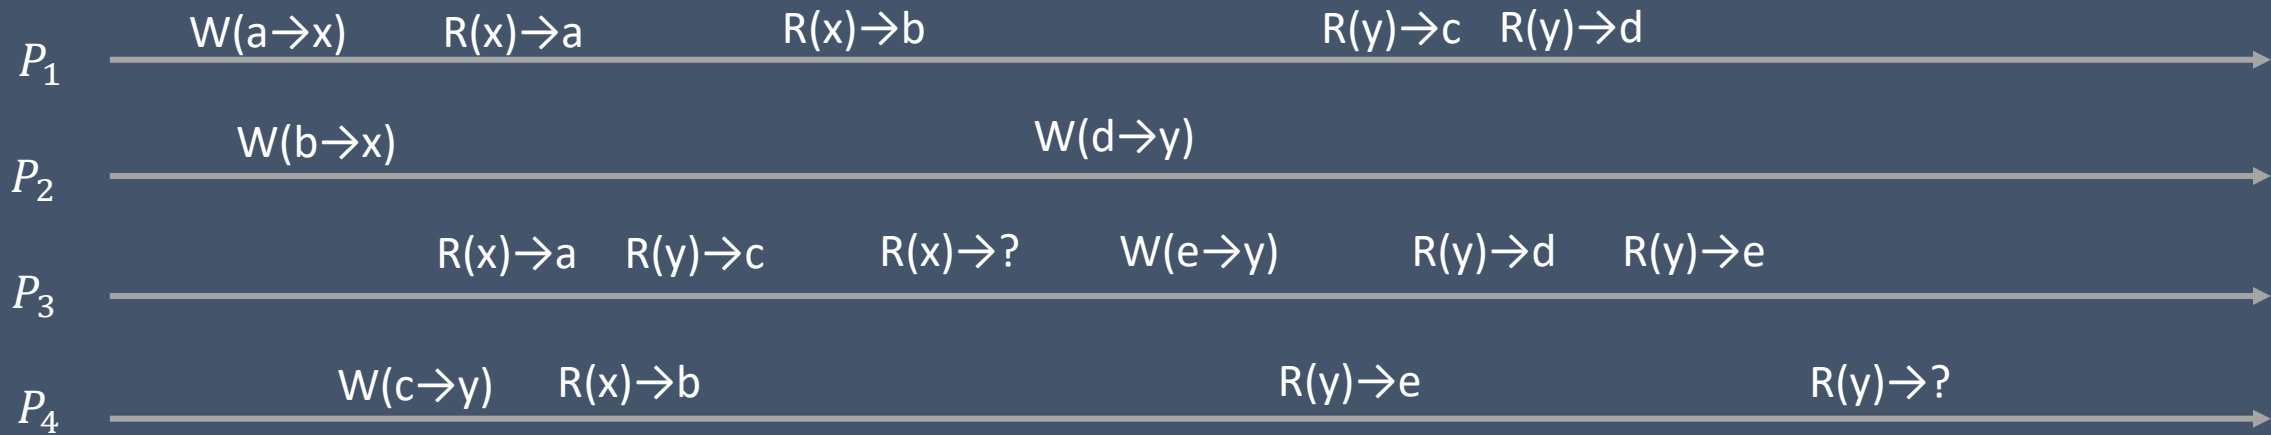 W(a→x) R(x)→a R(x)→b R(y)→c R(y)→d
P₁
W(b→x) W(d→y)
P₂
R(x)→a R(y)→c R(x)→? W(e→y) R(y)→d R(y)→e
P₃
W(c→y) R(x)→b R(y)→e R(y)→?
P₄